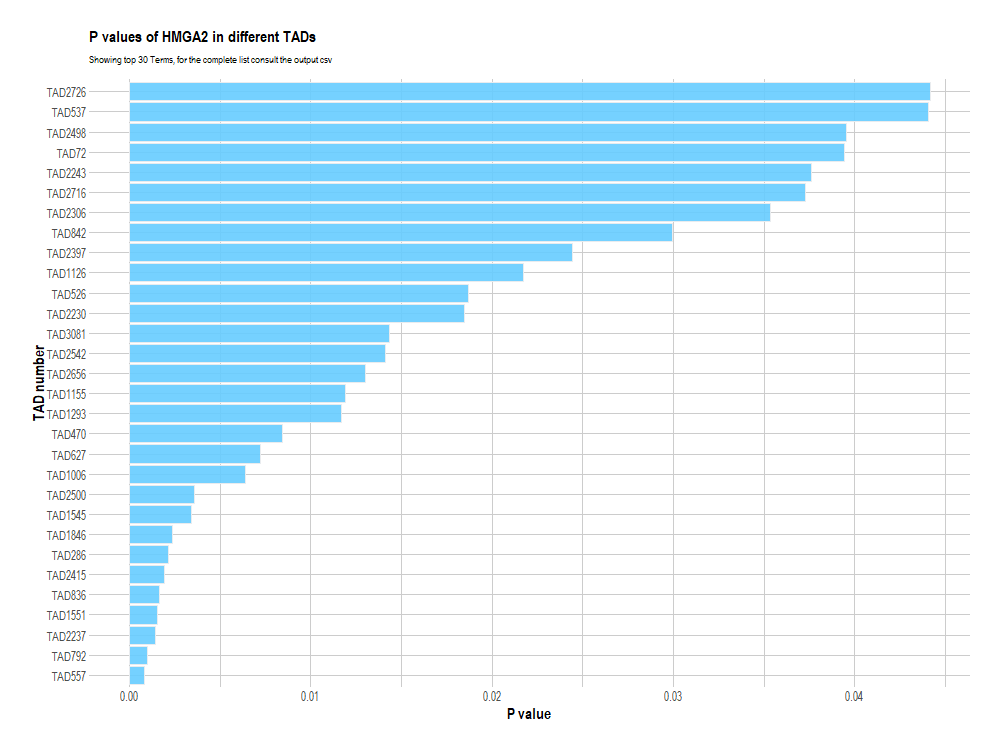 P values of HMGA2 in different TADs
Showing top 30 Terms, for the complete list consult the output csv
TAD number
TAD2726
TAD537
TAD2498
TAD72
TAD2243
TAD2716
TAD2306
TAD842
TAD2397
TAD1126
TAD526
TAD2230
TAD3081
TAD2542
TAD2656
TAD1155
TAD1293
TAD470
TAD627
TAD1006
TAD2500
TAD1545
TAD1846
TAD286
TAD2415
TAD836
TAD1551
TAD2237
TAD792
TAD557
0.00 0.01 0.02 0.03 0.04
P value